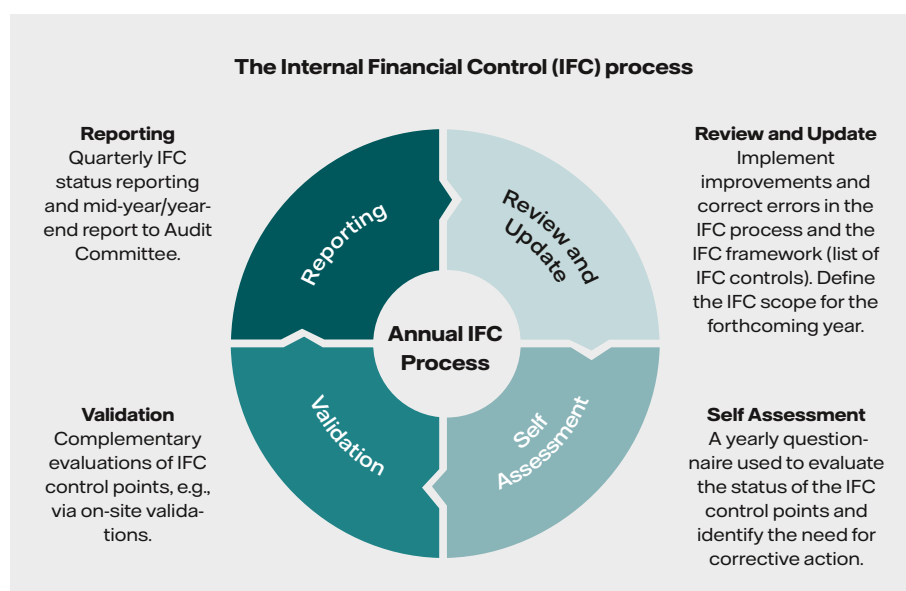 The Internal Financial Control (IFC) process
Reporting
Quarterly IFC
status reporting
and mid-year/year-
end report to Audit
Committee.
Review and Update
Implement
improvements and
correct errors in the
IFC process and the
IFC framework (list of
IFC controls). Define
the IFC scope for the
forthcoming year.
Reporting
Review and
Update
Annual IFC
Process
Validation
Self
Assessment
Validation
Complementary
evaluations of IFC
control points, e.g.,
via on-site valida-
tions.
Self Assessment
A yearly question-
naire used to evaluate
the status of the IFC
control points and
identify the need for
corrective action.